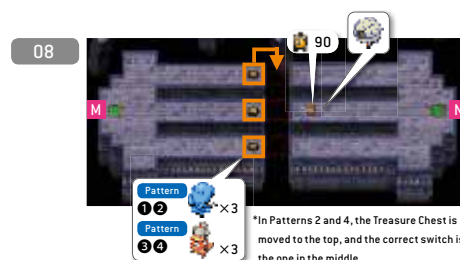 08
90
M
M
Pattern
❶❷
×3
Pattern
❸❹
×3
*In Patterns 2 and 4, the Treasure Chest is
moved to the top, and the correct switch is
the one in the middle.